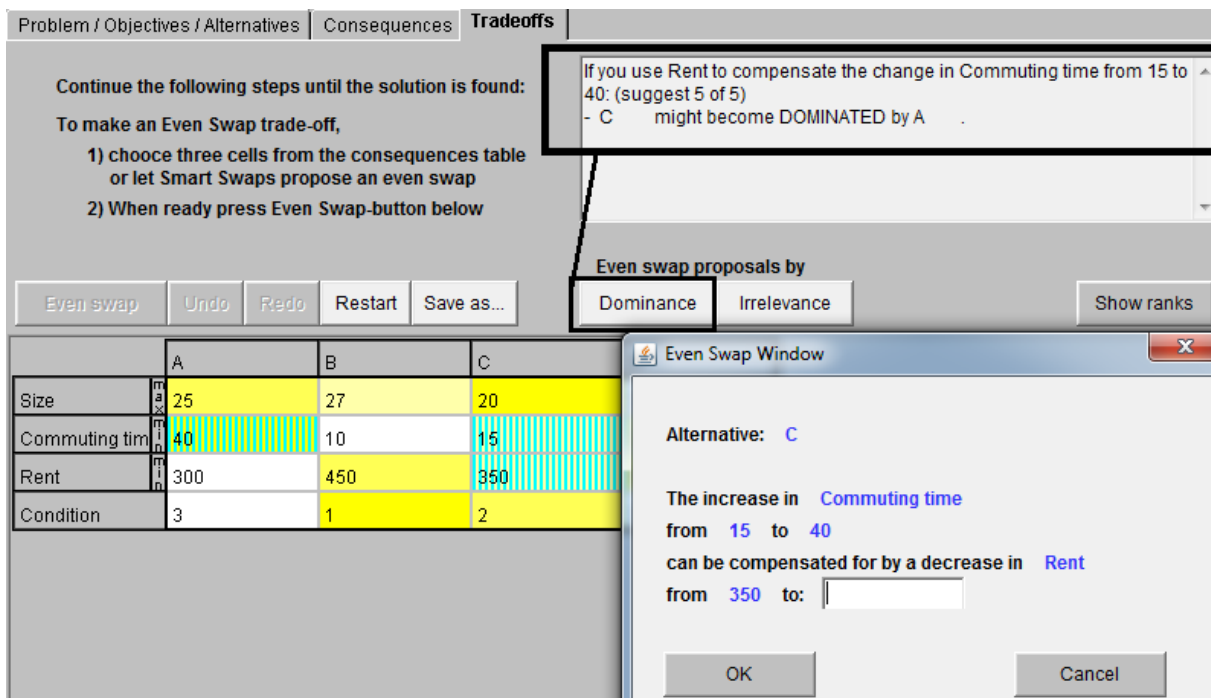 Problem / Objectives / Alternatives Consequences Tradeoffs
Continue the following steps until the solution is found:
To make an Even Swap trade-off,
1) chooce three cells from the consequences table
or let Smart Swaps propose an even swap
2) When ready press Even Swap-button below
If you use Rent to compensate the change in Commuting time from 15 to
40: (suggest 5 of 5)
- C might become DOMINATED by A .
Even swap proposals by
Even swap Undo Redo Restart Save as... Dominance Irrelevance Show ranks
A B C
Size max 25 27 20
Commuting tim min 40 10 15
Rent min 300 450 350
Condition 3 1 2
Even Swap Window
Alternative: C
The increase in Commuting time
from 15 to 40
can be compensated for by a decrease in Rent
from 350 to:
OK Cancel